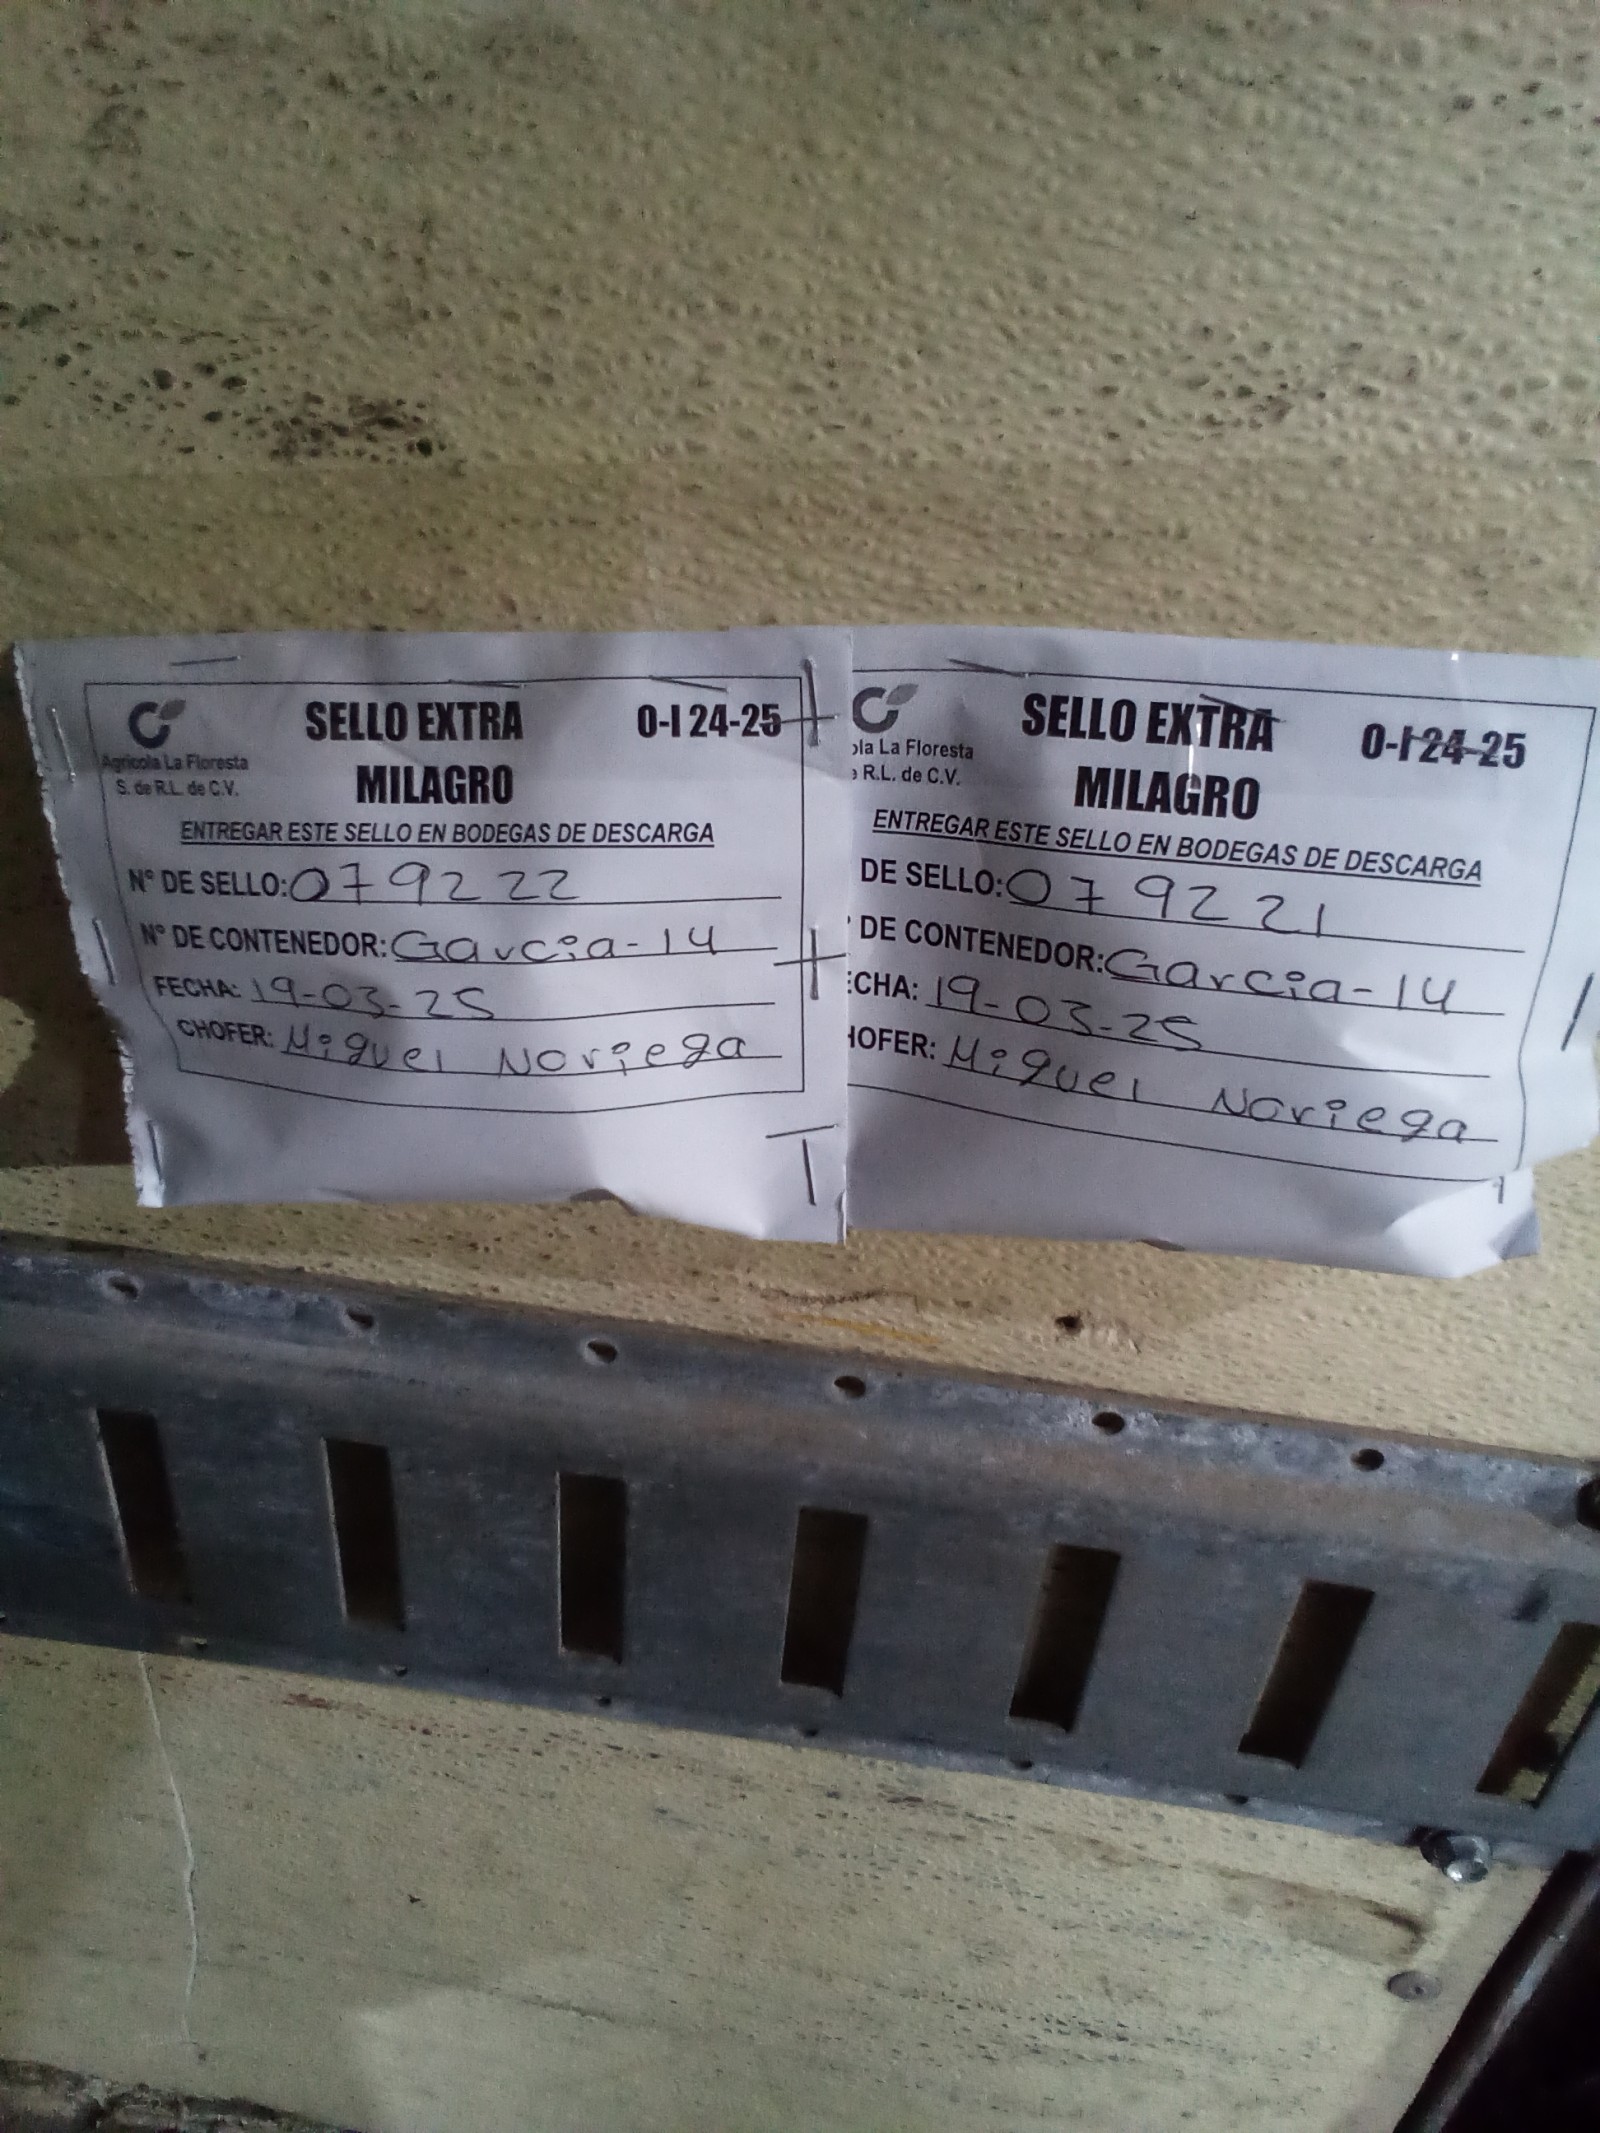 SELLO EXTRA 0-I 24-25
Agricola La Floresta
S. de R.L. de C.V.
MILAGRO
ENTREGAR ESTE SELLO EN BODEGAS DE DESCARGA
N° DE SELLO: 079222
N° DE CONTENEDOR: Garcia-14
FECHA: 19-03-25
CHOFER: Miguel Noriega
SELLO EXTRA 0-I 24-25
ola La Floresta
R.L. de C.V.
MILAGRO
ENTREGAR ESTE SELLO EN BODEGAS DE DESCARGA
DE SELLO: 079221
DE CONTENEDOR: Garcia-14
ECHA: 19-03-25
HOFER: Miguel Noriega